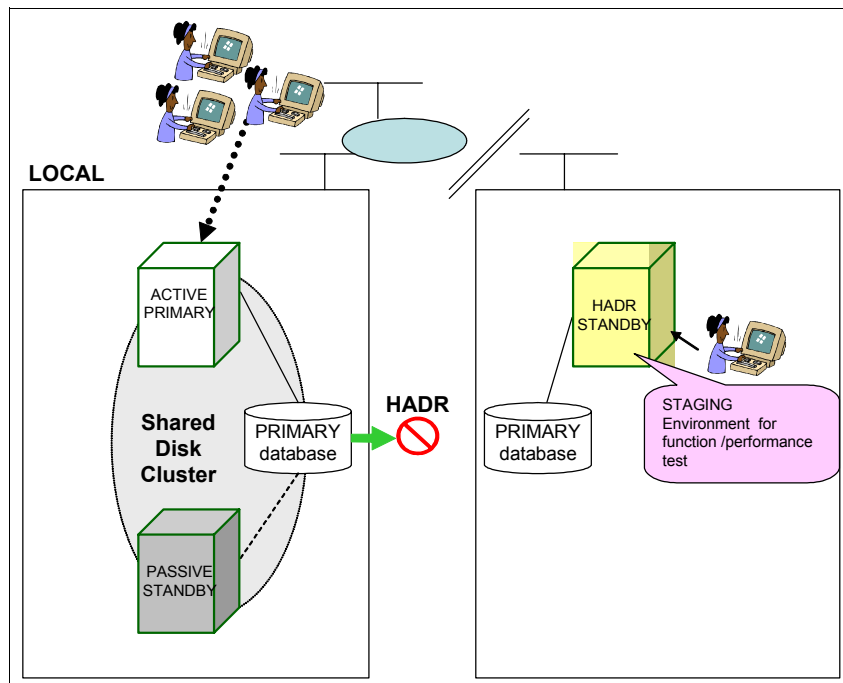 LOCAL
ACTIVE
PRIMARY
Shared
Disk
Cluster
PRIMARY
database
HADR
PASSIVE
STANDBY
HADR
STANDBY
PRIMARY
database
STAGING
Environment for
function /performance
test